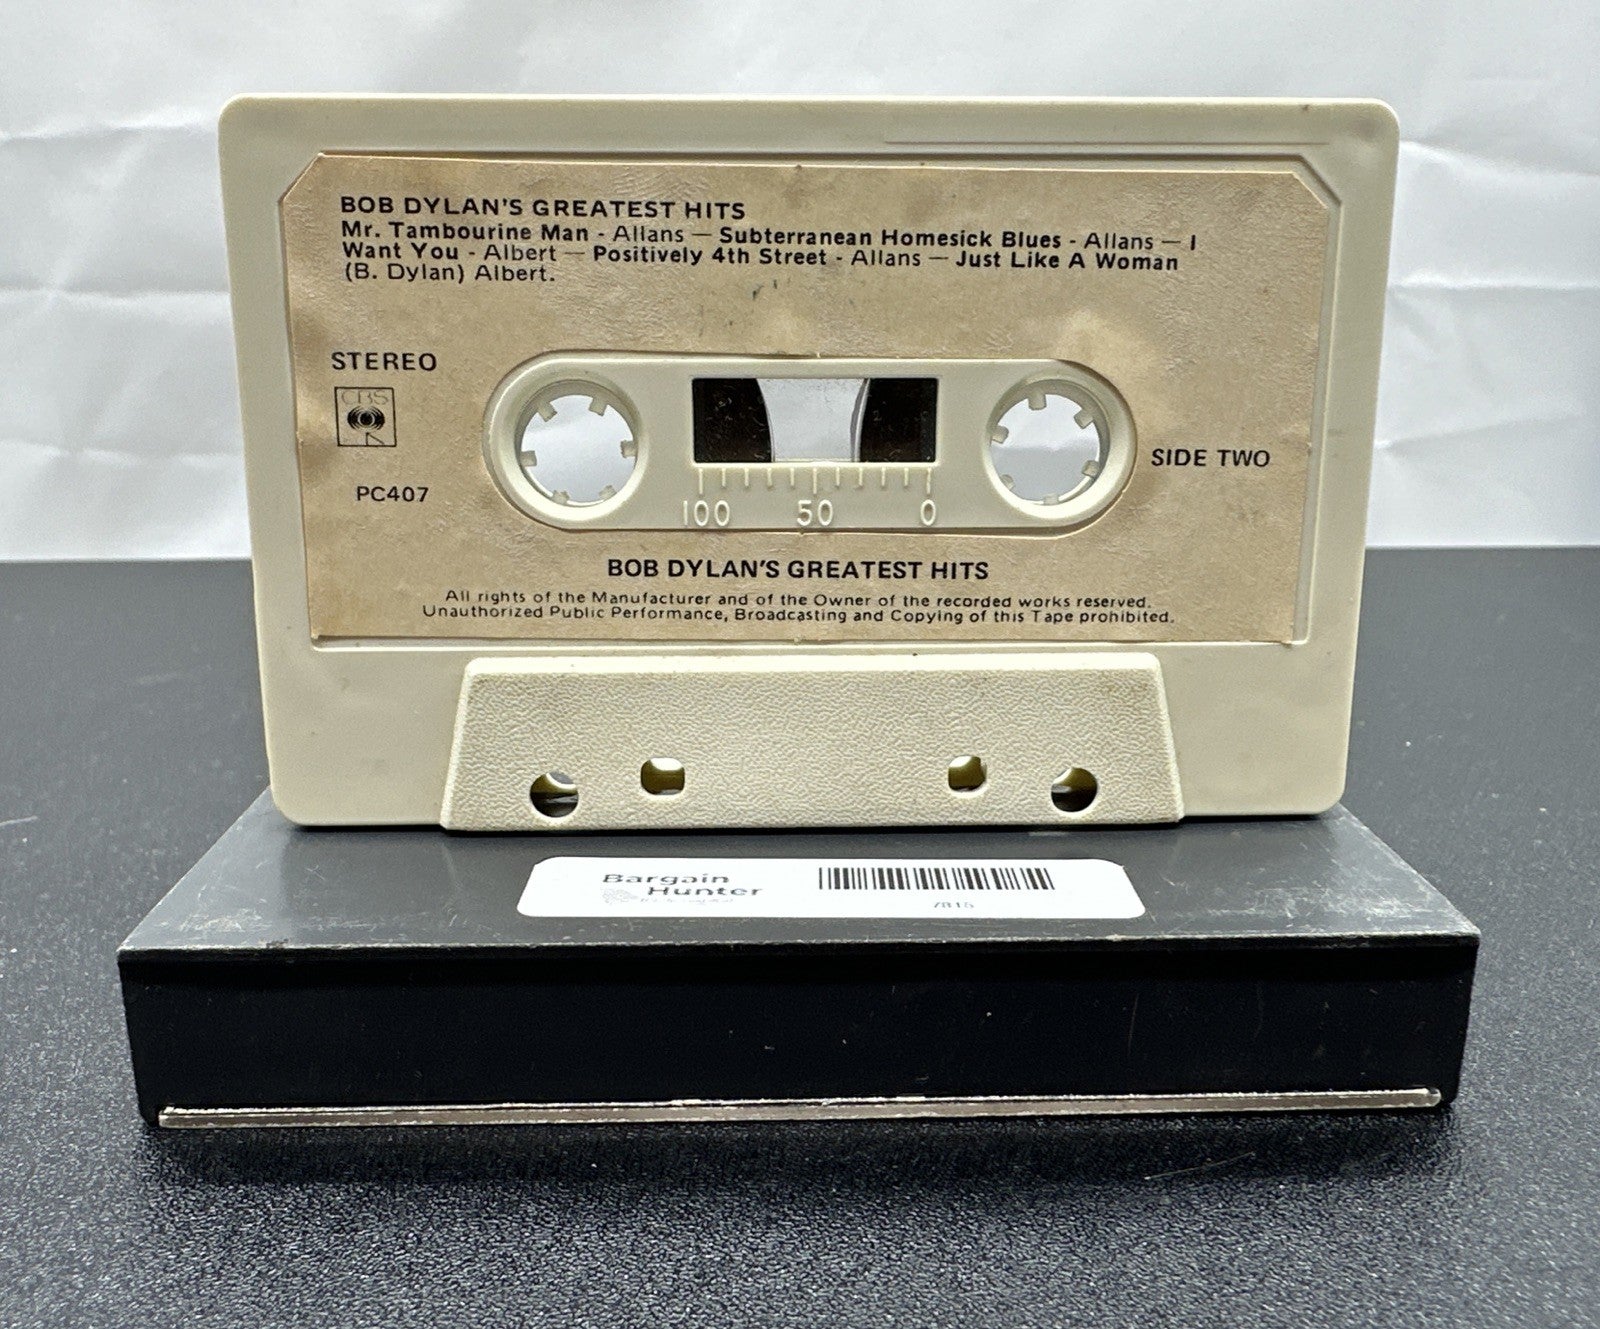 BOB DYLAN'S GREATEST HITS
Mr. Tambourine Man - Allans — Subterranean Homesick Blues - Allans — I
Want You - Albert — Positively 4th Street - Allans — Just Like A Woman
(B. Dylan) Albert.
STEREO
CBS
PC407
SIDE TWO
100 50 0
BOB DYLAN'S GREATEST HITS
All rights of the Manufacturer and of the Owner of the recorded works reserved.
Unauthorized Public Performance, Broadcasting and Copying of this Tape prohibited.
Bargain
Hunter